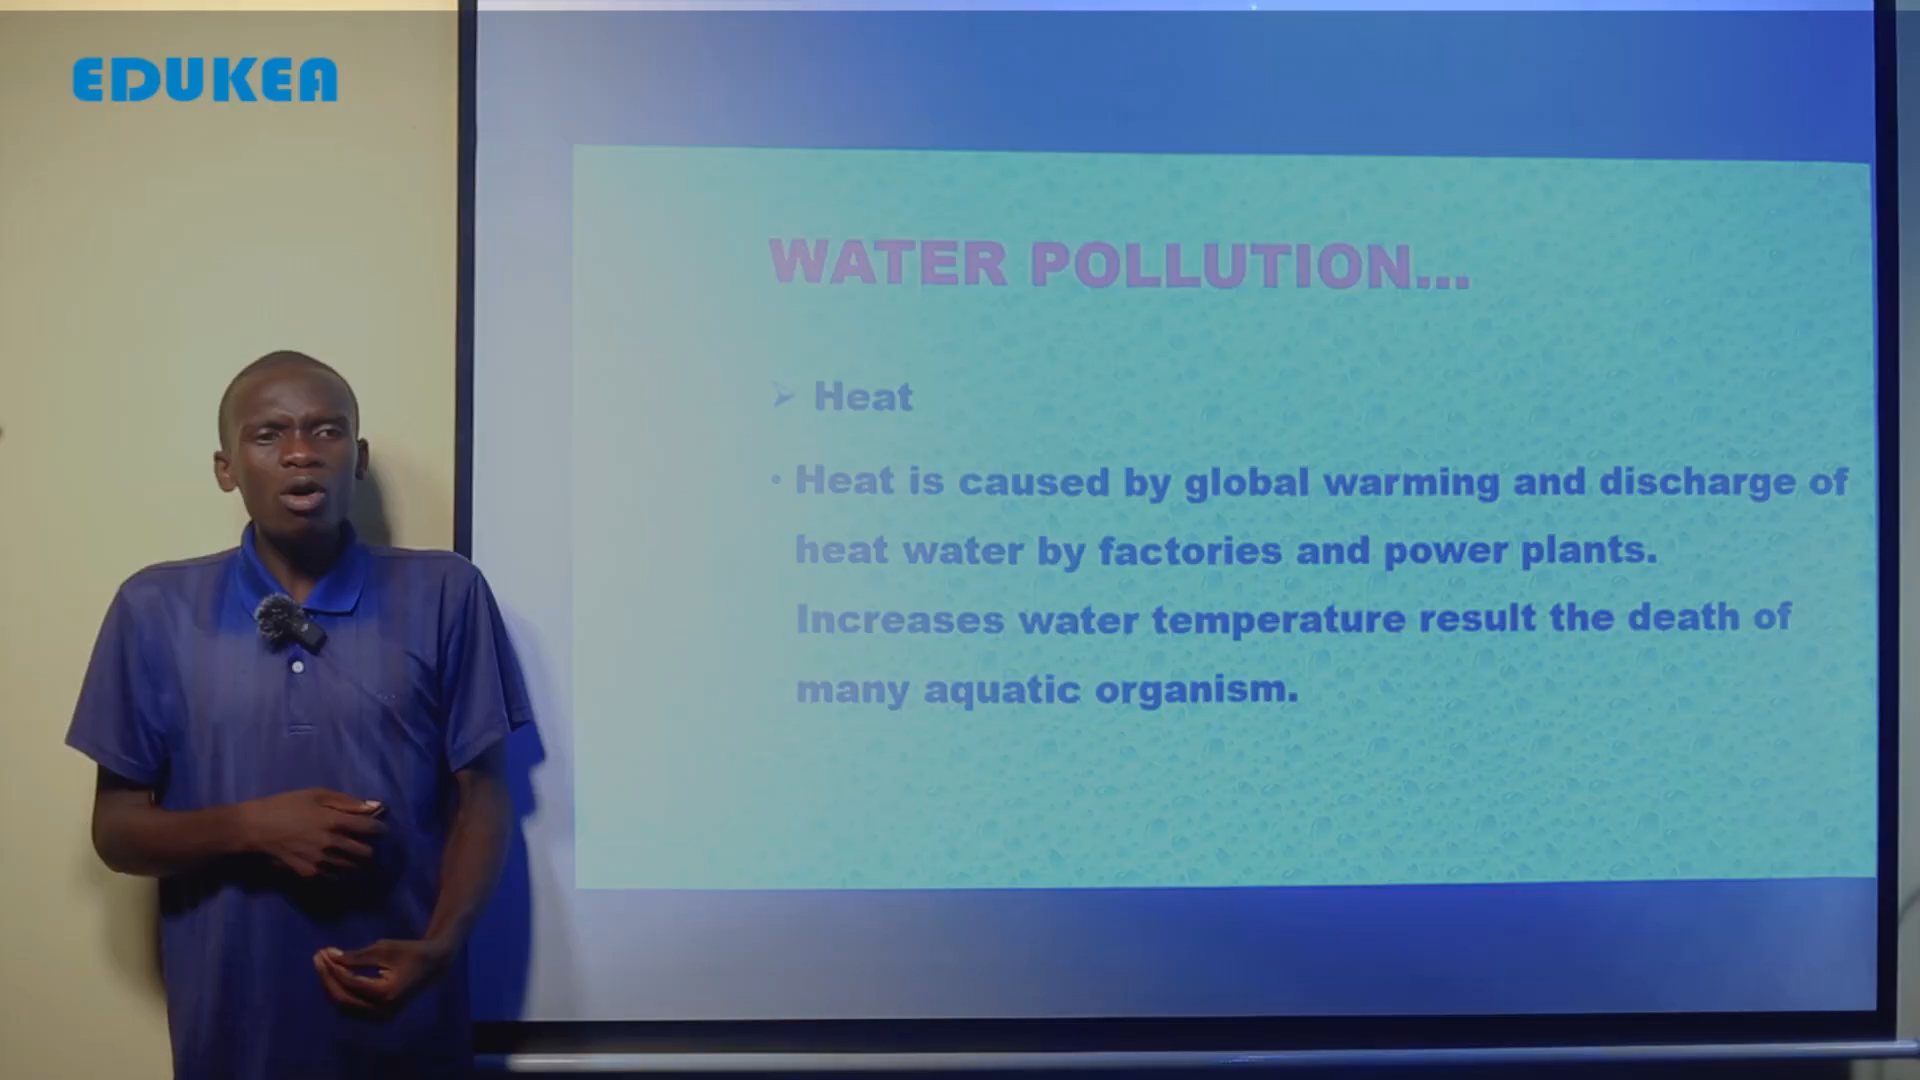 EDUKEA
WATER POLLUTION...
➢ Heat
• Heat is caused by global warming and discharge of
heat water by factories and power plants.
Increases water temperature result the death of
many aquatic organism.